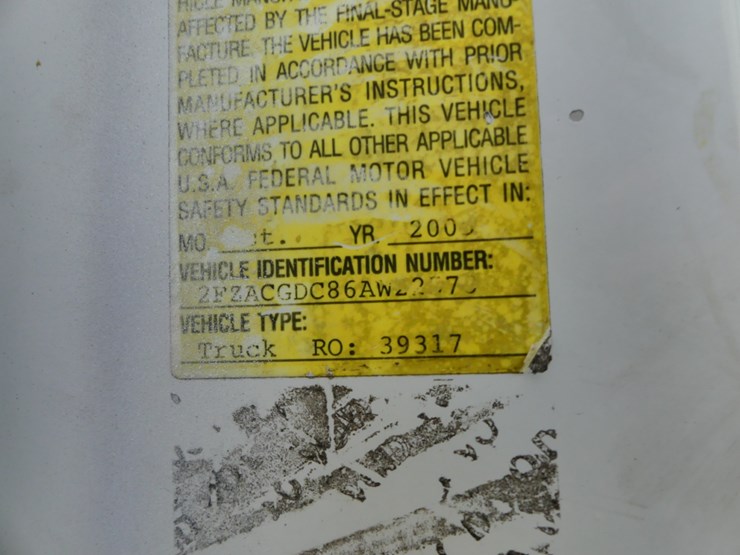 AFFECTED BY THE FINAL-STAGE MANU-
FACTURE. THE VEHICLE HAS BEEN COM-
PLETED IN ACCORDANCE WITH PRIOR
MANUFACTURER'S INSTRUCTIONS,
WHERE APPLICABLE. THIS VEHICLE
CONFORMS TO ALL OTHER APPLICABLE
U.S.A. FEDERAL MOTOR VEHICLE
SAFETY STANDARDS IN EFFECT IN:
MO. YR.
VEHICLE IDENTIFICATION NUMBER:
VEHICLE TYPE:
Truck RO: 39317